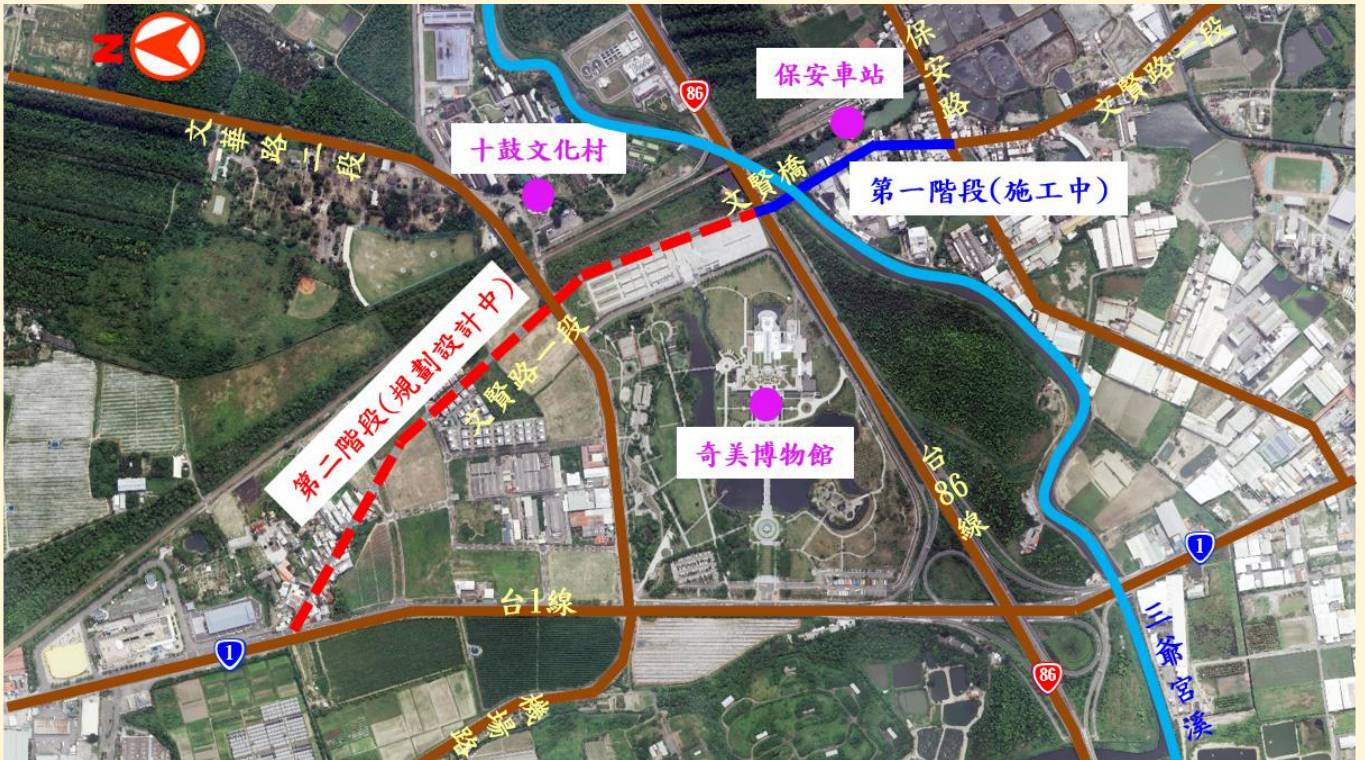 N
86
保安路
文賢路一段
保安車站
文華路二段
十鼓文化村
文賢橋
第一階段(施工中)
第二階段(規劃設計中)
文賢路一段
奇美博物館
台86線
1
台1線
1
三爺宮溪
86
機場路